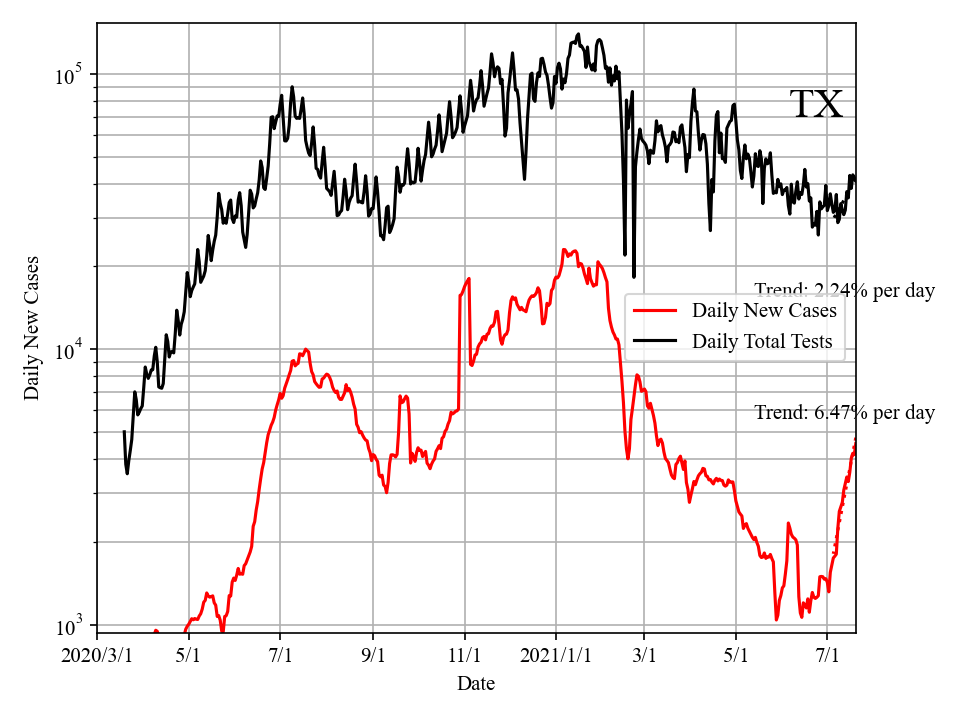 TX
10^5
10^4
10^3
Daily New Cases
Trend: 2.24% per day
Daily New Cases
Daily Total Tests
Trend: 6.47% per day
2020/3/1 5/1 7/1 9/1 11/1 2021/1/1 3/1 5/1 7/1
Date